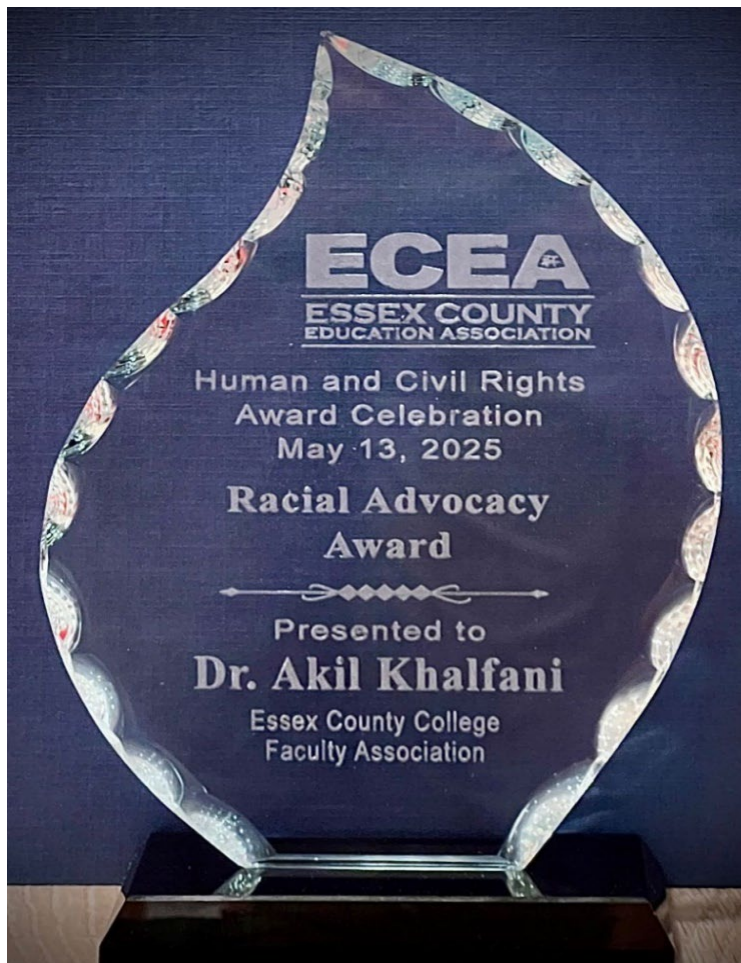 ECEA
ESSEX COUNTY
EDUCATION ASSOCIATION
Human and Civil Rights
Award Celebration
May 13, 2025
Racial Advocacy
Award
Presented to
Dr. Akil Khalfani
Essex County College
Faculty Association